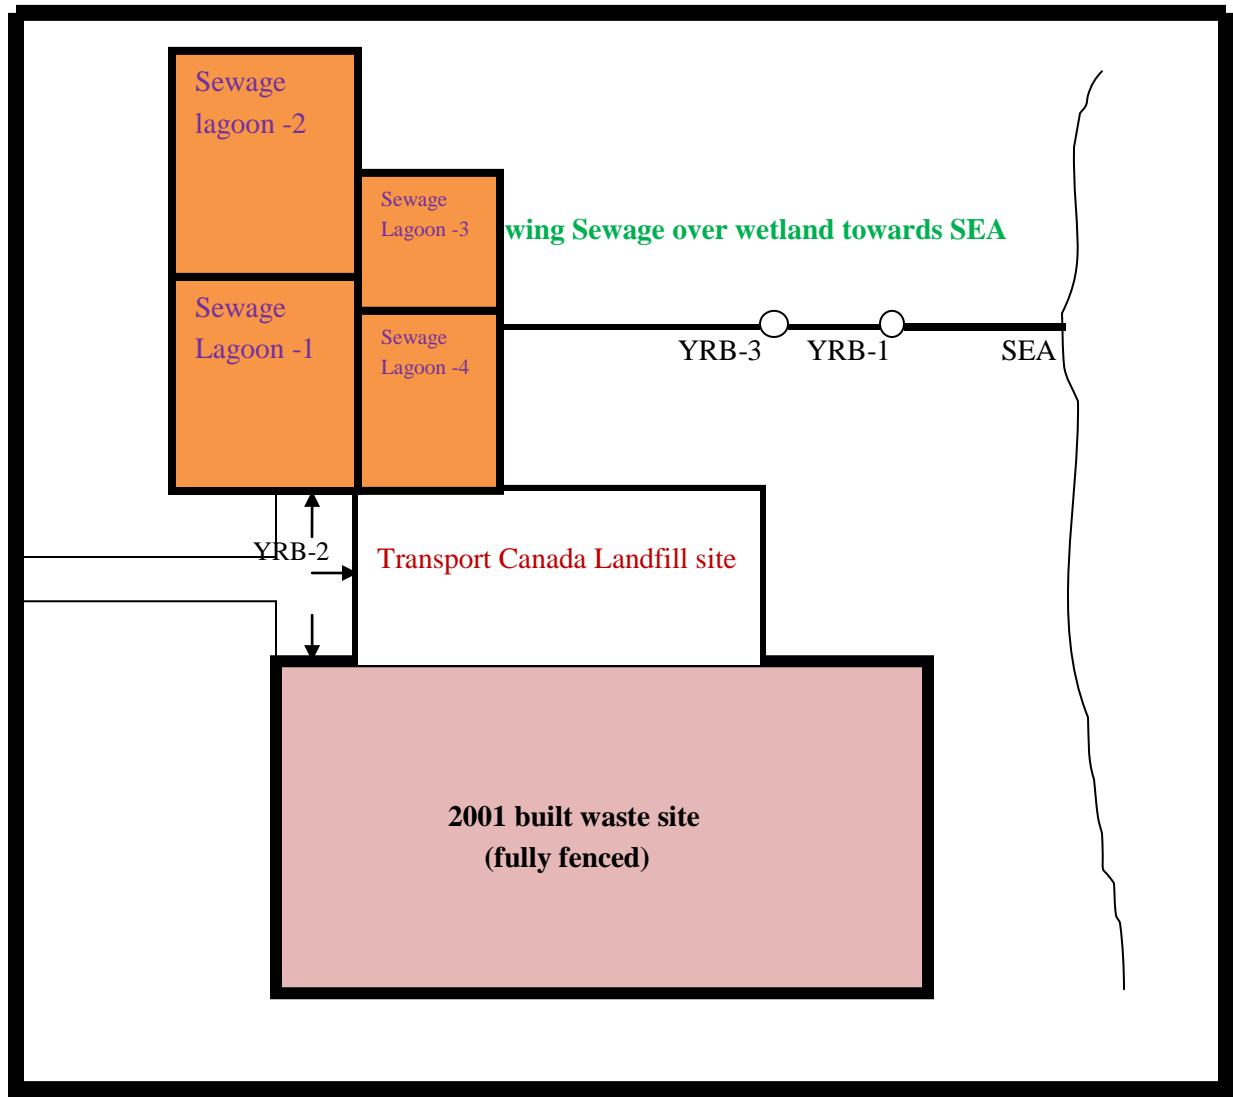 Sewage
lagoon -2
Sewage
Lagoon -3
wing Sewage over wetland towards SEA
Sewage
Lagoon -1
Sewage
Lagoon -4
YRB-3
YRB-1
SEA
YRB-2
Transport Canada Landfill site
2001 built waste site
(fully fenced)